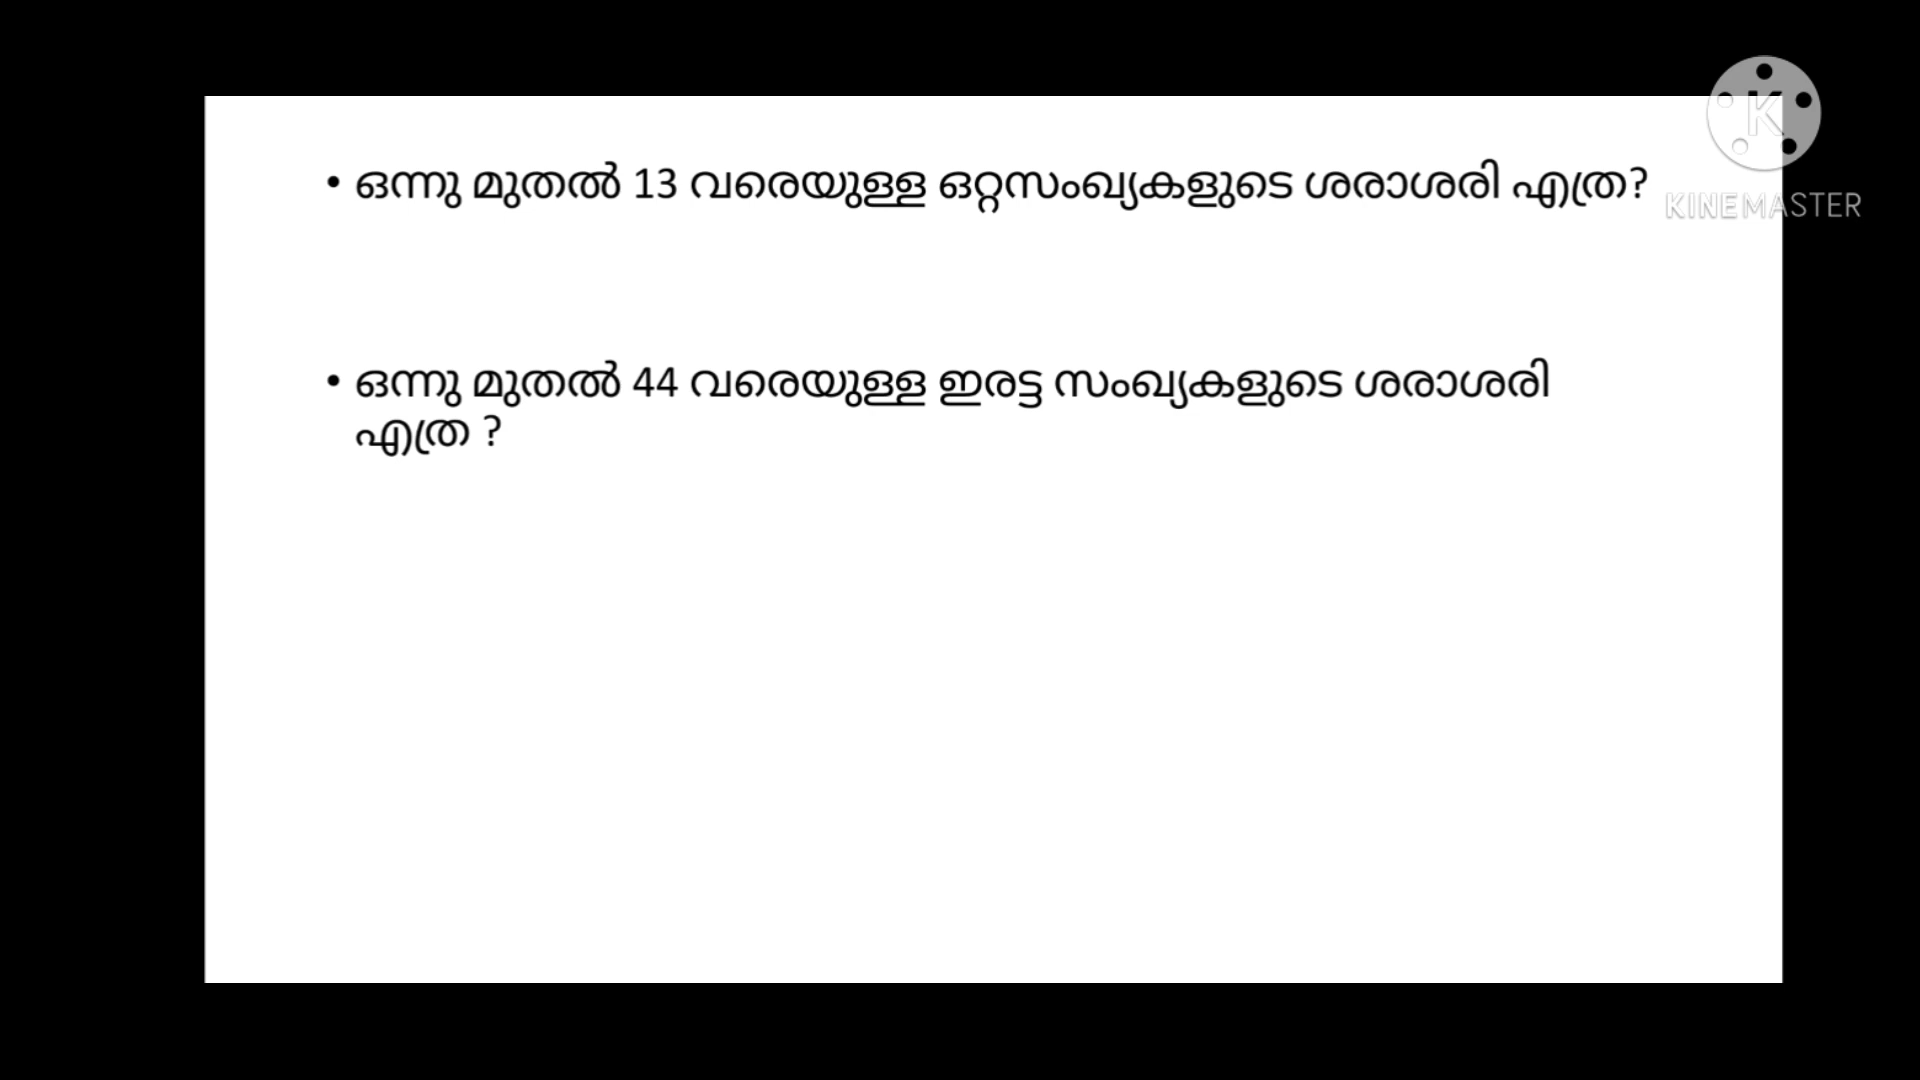 • ഒന്നു മുതൽ 13 വരെയുള്ള ഒറ്റസംഖ്യകളുടെ ശരാശരി എത്ര?
K
KINEMASTER
• ഒന്നു മുതൽ 44 വരെയുള്ള ഇരട്ട സംഖ്യകളുടെ ശരാശരി
എത്ര ?